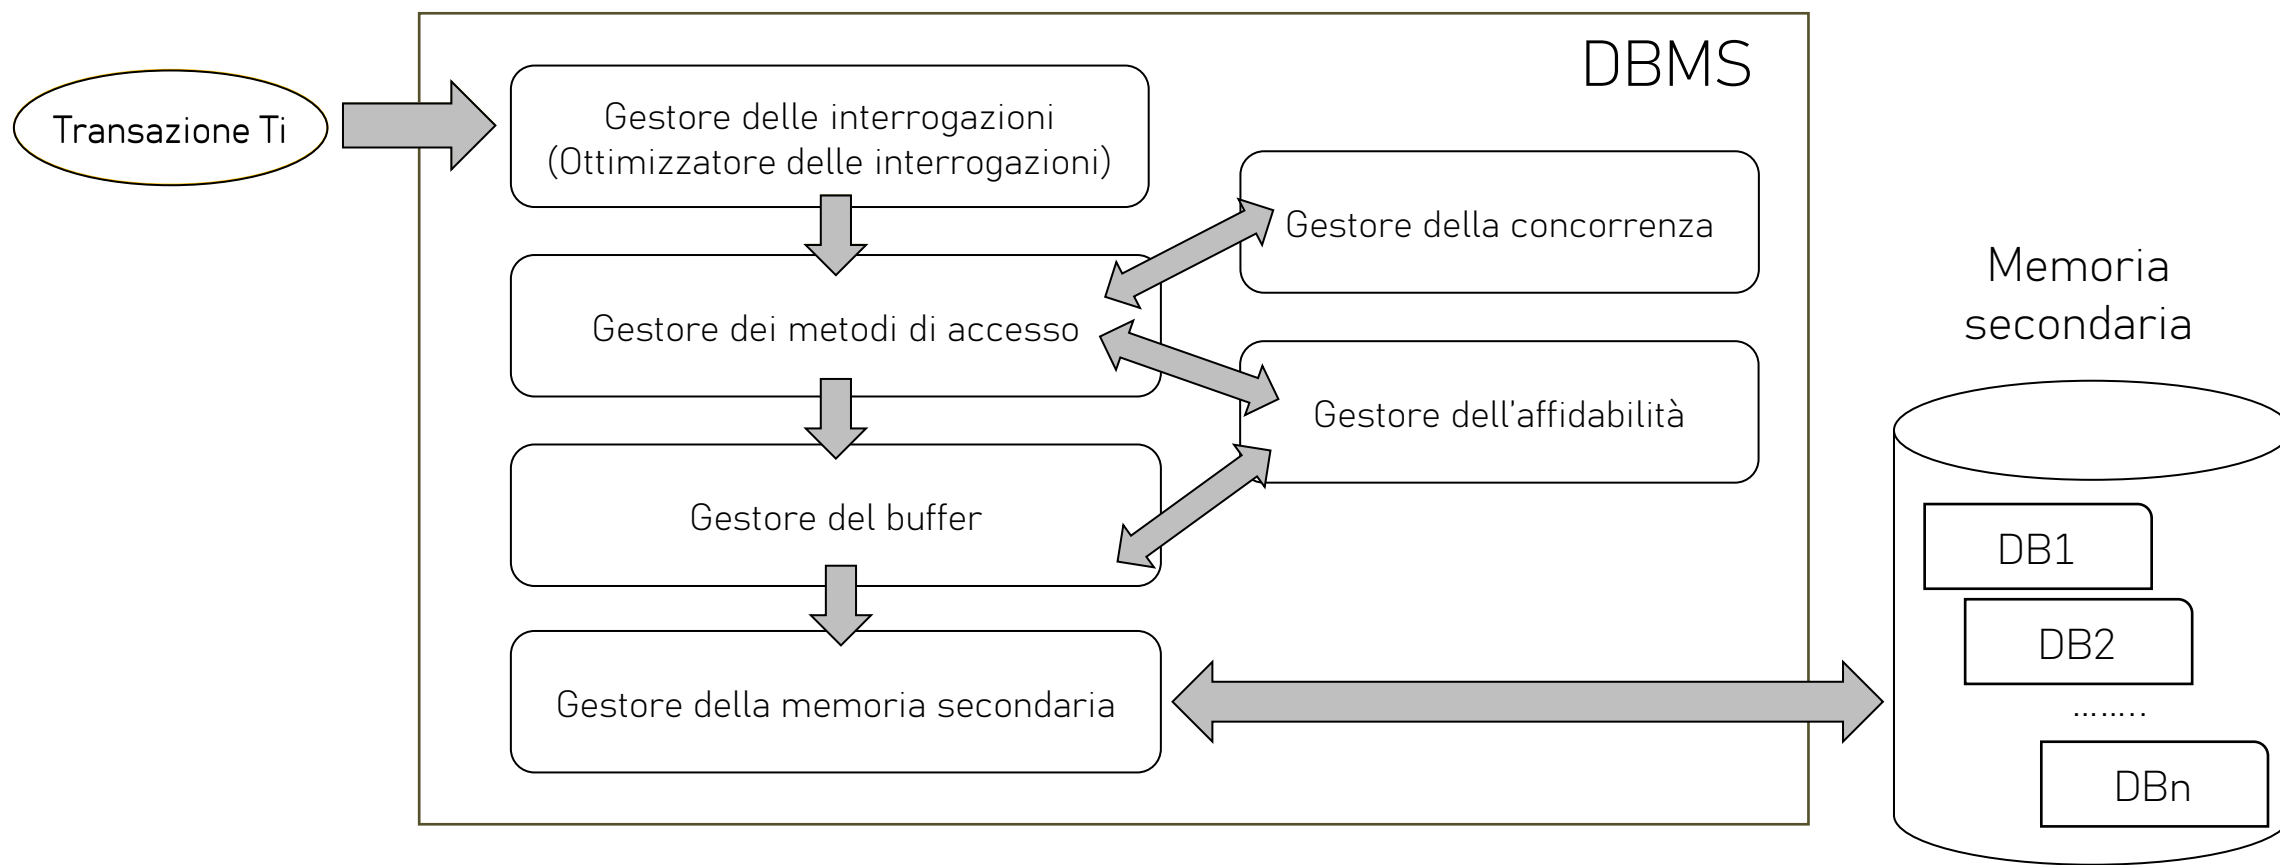 DBMS
Transazione Ti
Gestore delle interrogazioni
(Ottimizzatore delle interrogazioni)
Gestore della concorrenza
Gestore dei metodi di accesso
Gestore dell'affidabilità
Gestore del buffer
Gestore della memoria secondaria
Memoria
secondaria
DB1
DB2
........
DBn